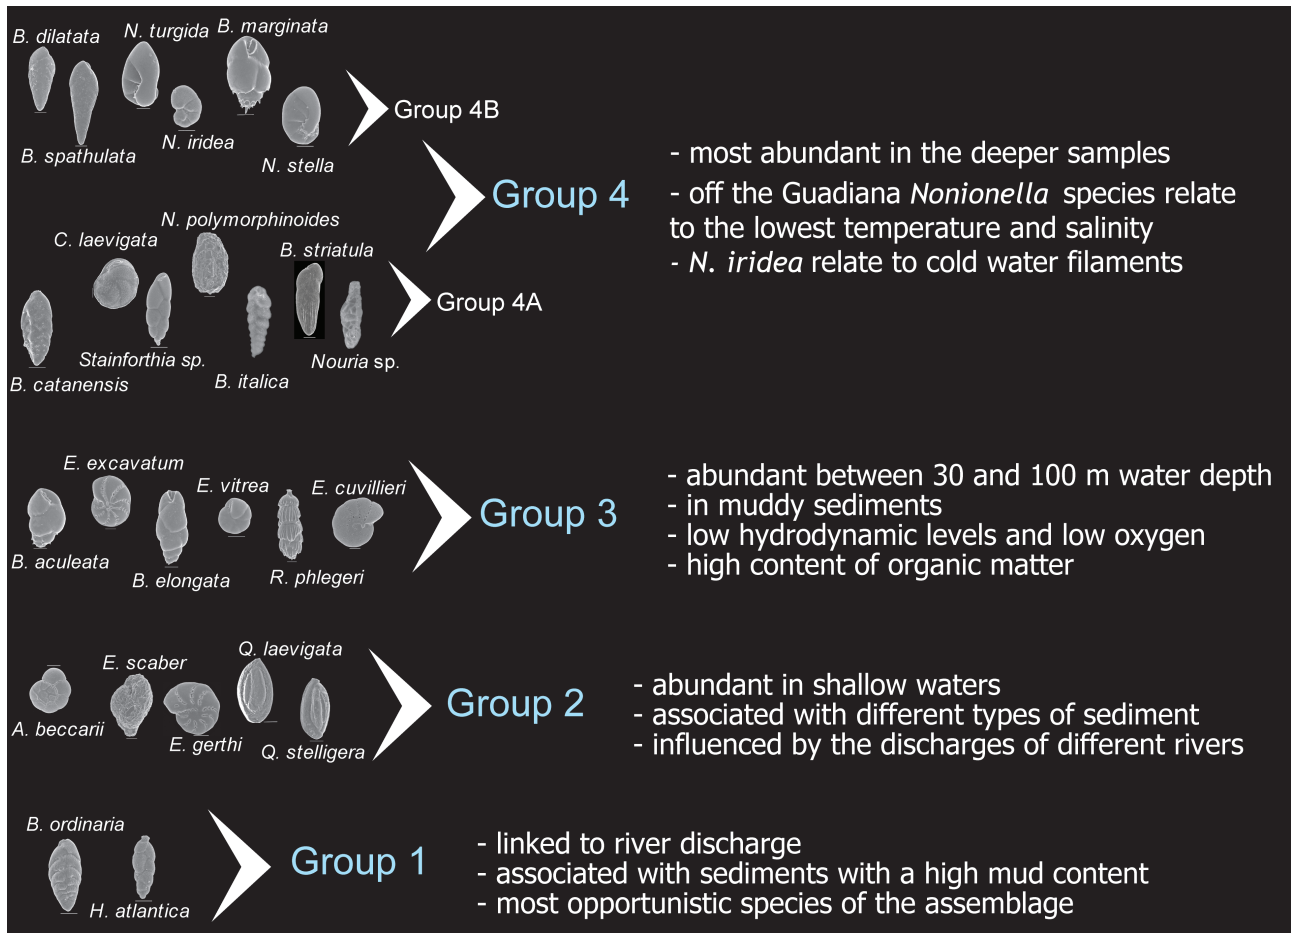 B. dilatata
N. turgida
B. marginata
B. spathulata
N. iridea
N. stella
Group 4B
C. laevigata
N. polymorphinoides
B. striatula
B. catanensis
Stainforthia sp.
B. italica
Nouria sp.
Group 4A
Group 4
- most abundant in the deeper samples
- off the Guadiana Nonionella species relate
to the lowest temperature and salinity
- N. iridea relate to cold water filaments
E. excavatum
E. vitrea
E. cuvillieri
B. aculeata
B. elongata
R. phlegeri
Group 3
- abundant between 30 and 100 m water depth
- in muddy sediments
- low hydrodynamic levels and low oxygen
- high content of organic matter
E. scaber
Q. laevigata
A. beccarii
E. gerthi
Q. stelligera
Group 2
- abundant in shallow waters
- associated with different types of sediment
- influenced by the discharges of different rivers
B. ordinaria
H. atlantica
Group 1
- linked to river discharge
- associated with sediments with a high mud content
- most opportunistic species of the assemblage